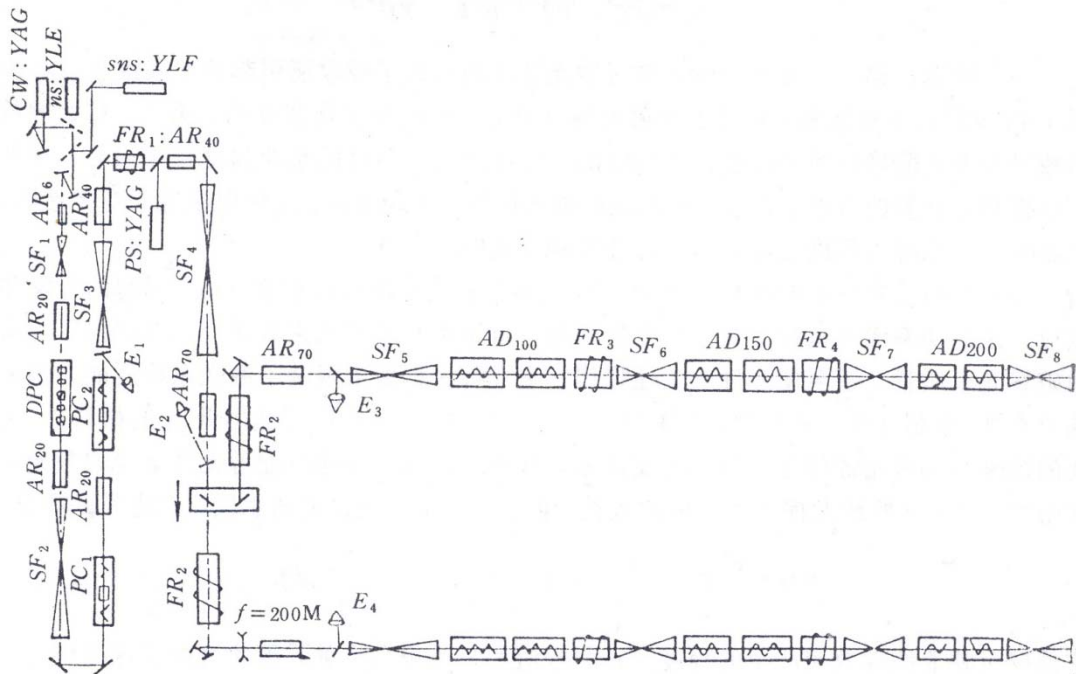 CW:YAG
ns:YLE
sns:YLF
FR₁:AR₄₀
AR₆
AR₄₀
PS:YAG
SF₁
SF₃
SF₄
AR₂₀
E₁
DPC
PC₂
AR₇₀
E₂
FR₂
AR₇₀
E₃
SF₅
AD₁₀₀
FR₃
SF₆
AD150
FR₄
SF₇
AD200
SF₈
AR₂₀
AR₂₀
SF₂
PC₁
FR₂
f=200M
E₄